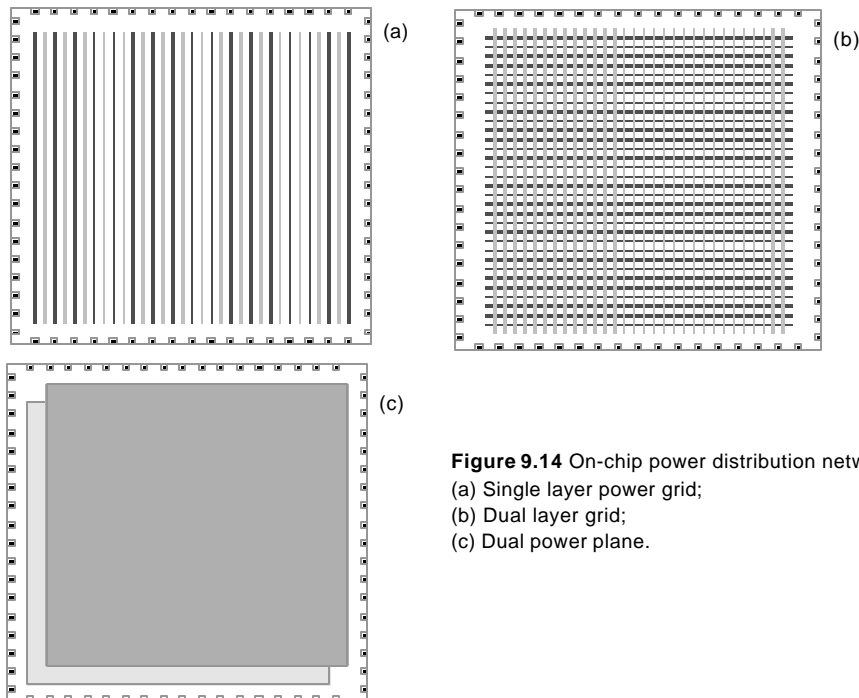 (a)
(b)
(c)
Figure 9.14 On-chip power distribution netw
(a) Single layer power grid;
(b) Dual layer grid;
(c) Dual power plane.